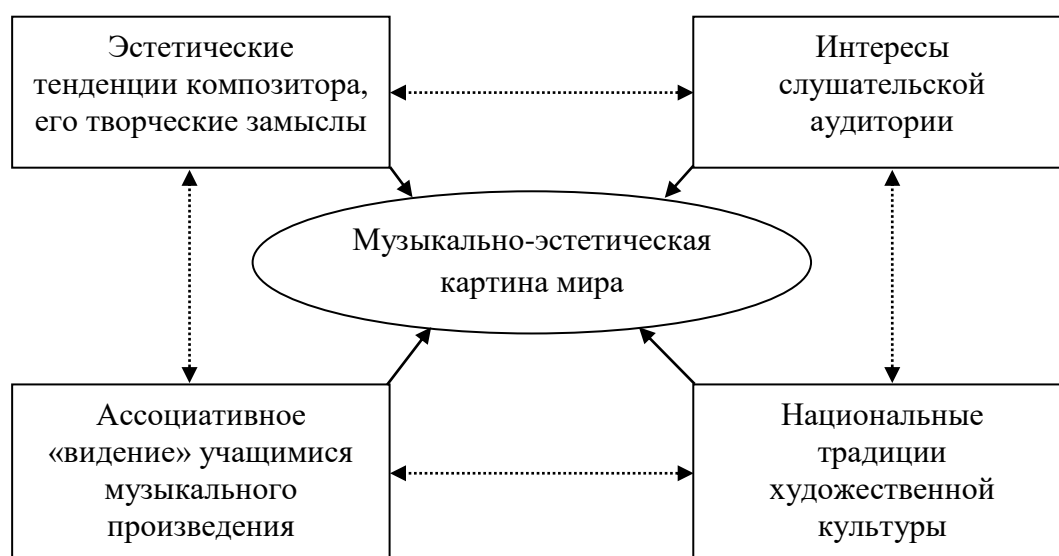 Эстетические
тенденции композитора,
его творческие замыслы
Интересы
слушательской
аудитории
Музыкально-эстетическая
картина мира
Ассоциативное
«видение» учащимися
музыкального
произведения
Национальные
традиции
художественной
культуры